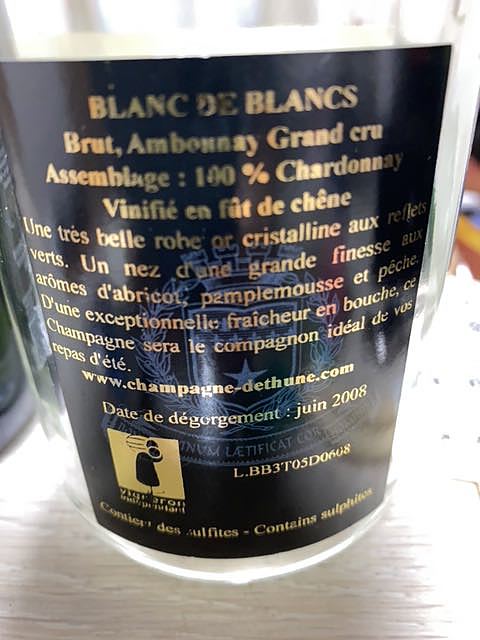 BLANC DE BLANCS
Brut, Ambonnay Grand cru
Assemblage : 100 % Chardonnay
Vinifié en fût de chêne
Une très belle robe or cristalline aux reflets
verts. Un nez d'une grande finesse aux
arômes d'abricot, pamplemousse et pêche.
D'une exceptionnelle fraîcheur en bouche, ce
Champagne sera le compagnon idéal de vos
repas d'été.
www.champagne-dethune.com
Date de dégorgement : juin 2008
LÆTIFICAT
L.BB3T05D0608
vigneron
indépendant
Contient des sulfites - Contains sulphites